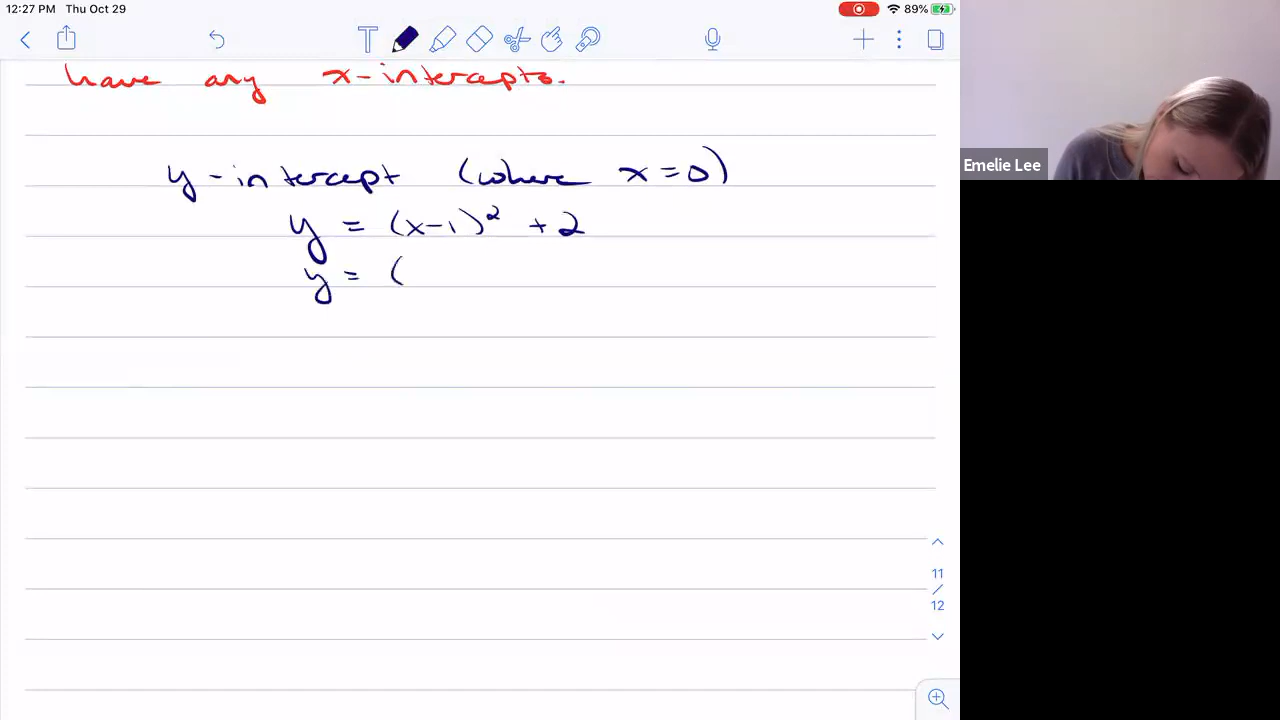 12:27 PM Thu Oct 29
89%
have any x-intercepts.
Emelie Lee
y-intercept (where x=0)
y = (x-1)² +2
y = (
11
/
12